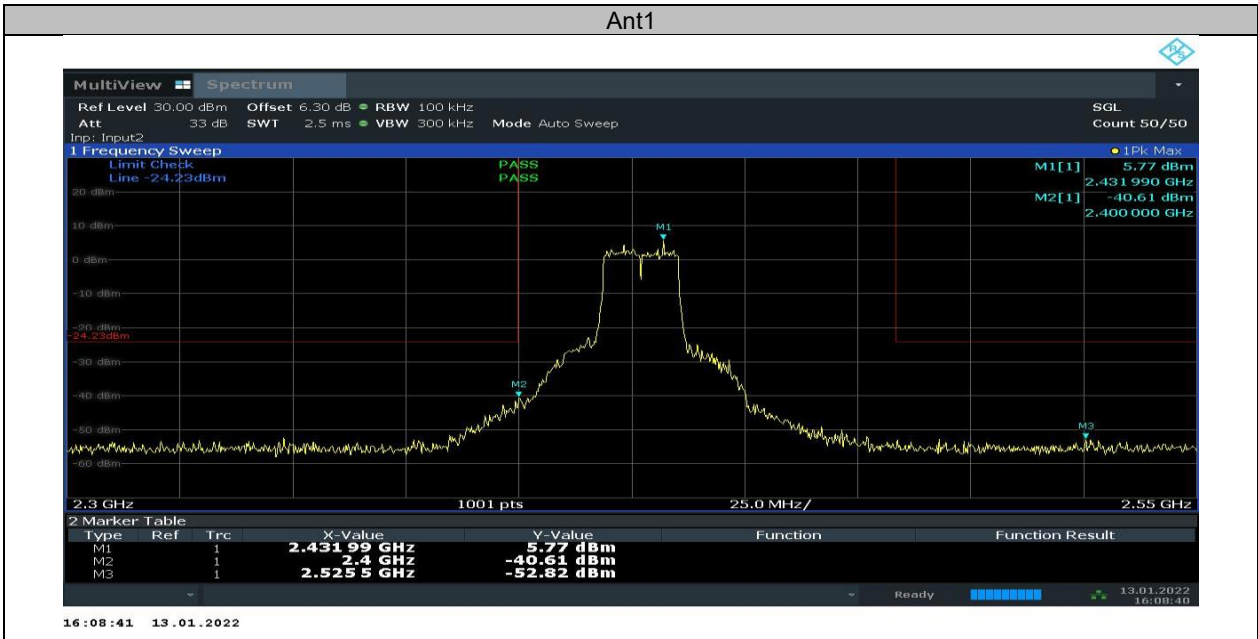 Ant1
R&S
MultiView Spectrum
Ref Level 30.00 dBm Offset 6.30 dB RBW 100 kHz SGL
Att 33 dB SWT 2.5 ms VBW 300 kHz Mode Auto Sweep Count 50/50
Inp: Input2
1 Frequency Sweep 1Pk Max
Limit Check PASS M1[1] 5.77 dBm
Line -24.23dBm PASS 2.431 990 GHz
20 dBm M2[1] -40.61 dBm
2.400 000 GHz
10 dBm
M1
0 dBm
-10 dBm
-20 dBm
-24.23dBm
-30 dBm
M2
-40 dBm
-50 dBm
M3
-60 dBm
2.3 GHz 1001 pts 25.0 MHz/ 2.55 GHz
2 Marker Table
Type Ref Trc X-Value Y-Value Function Function Result
M1 1 2.431 99 GHz 5.77 dBm
M2 1 2.4 GHz -40.61 dBm
M3 1 2.525 5 GHz -52.82 dBm
Ready 13.01.2022
16:08:40
16:08:41 13.01.2022